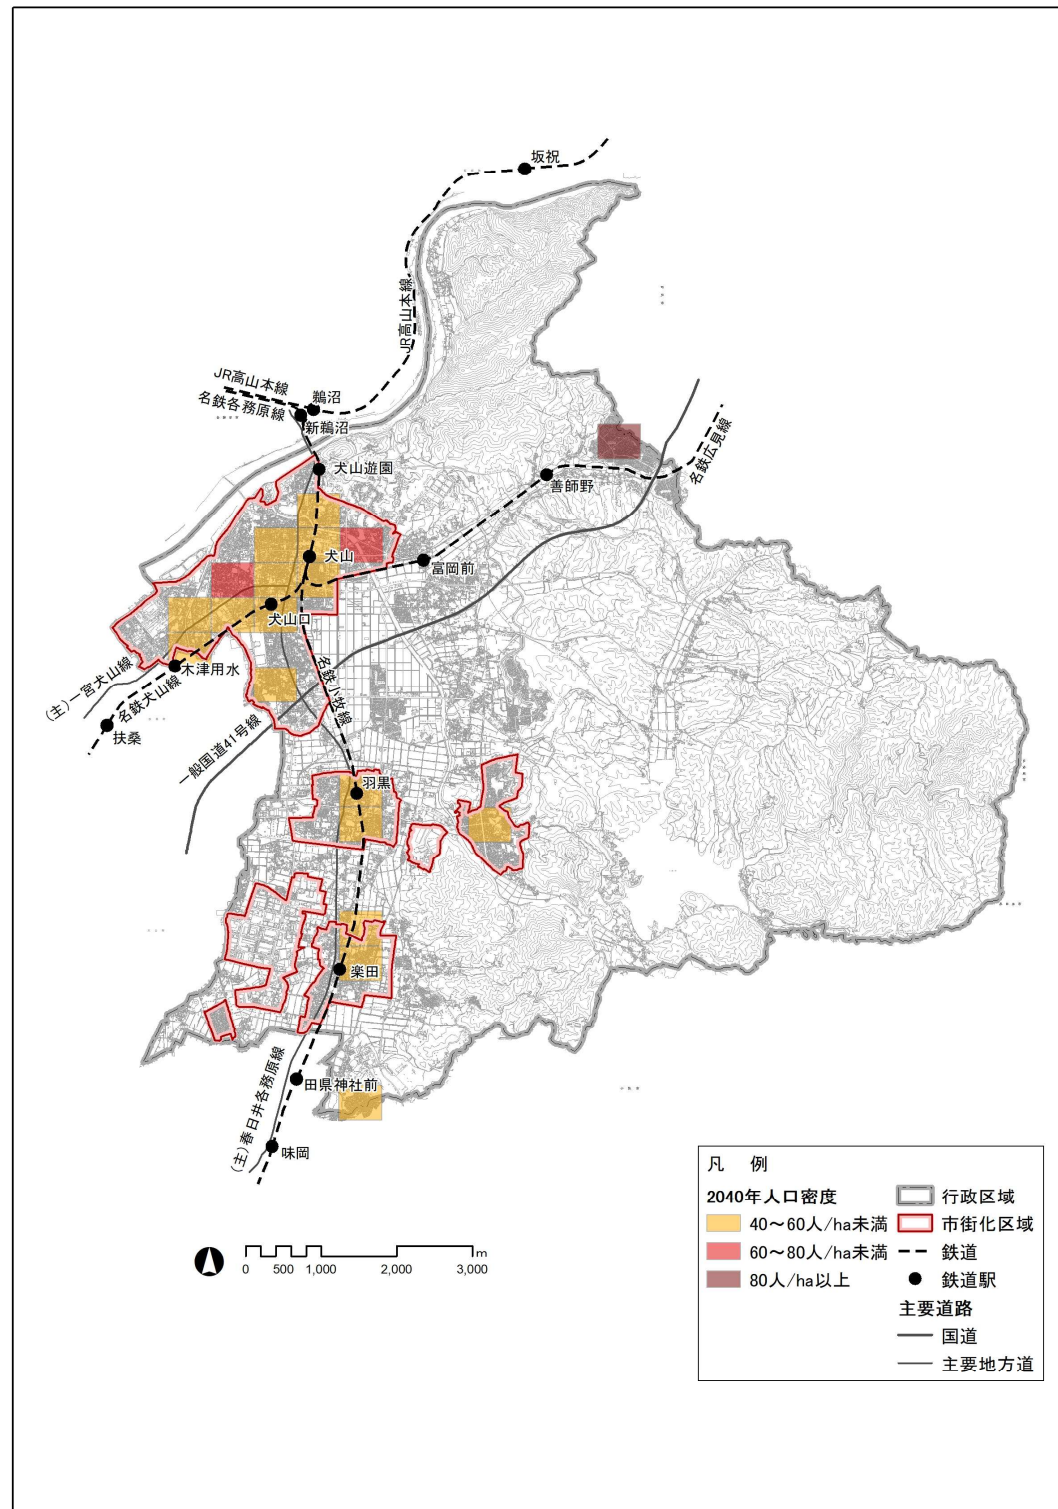 坂祝
JR高山本線
JR高山本線
名鉄各務原線
鵜沼
新鵜沼
犬山遊園
善師野
名鉄広見線
犬山
富岡前
犬山口
木津用水
(主)一宮犬山線
名鉄犬山線
扶桑
名鉄小牧線
一般国道41号線
羽黒
楽田
田県神社前
(主)春日井各務原線
味岡
凡 例
2040年人口密度
40～60人/ha未満
60～80人/ha未満
80人/ha以上
行政区域
市街化区域
鉄道
鉄道駅
主要道路
国道
主要地方道
0 500 1,000 2,000 3,000 m